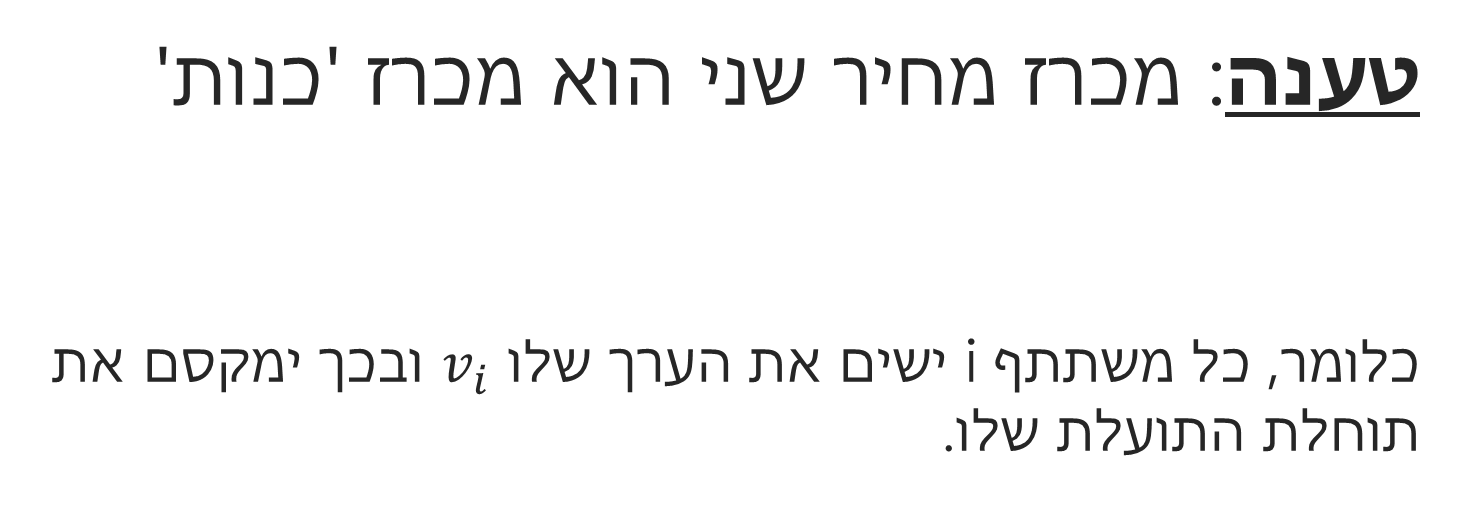 טענה: מכרז מחיר שני הוא מכרז 'כנות'
כלומר, כל משתתף i ישים את הערך שלו v_i ובכך ימקסם את
תוחלת התועלת שלו.